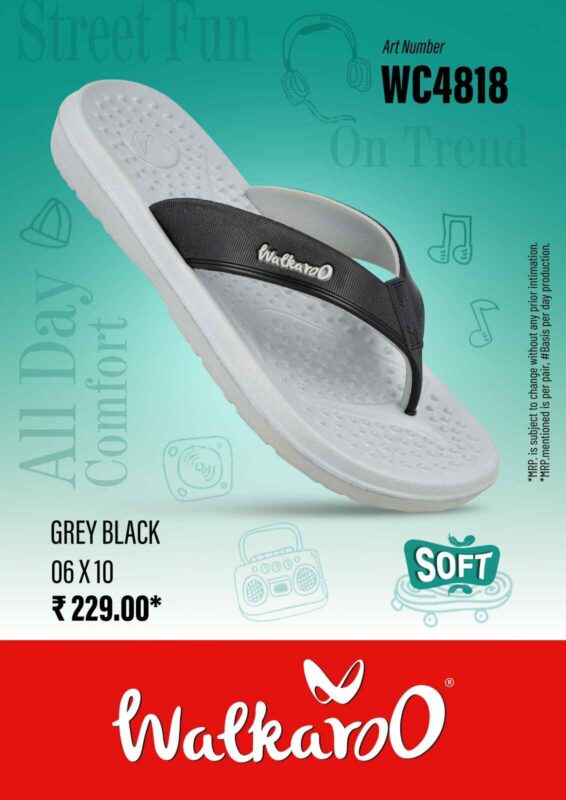 Street Fun
Art Number
WC4818
On Trend
WalkaroO
All Day
Comfort
*MRP. is subject to change without any prior intimation.
*MRP.mentioned is per pair, #Basis per day production.
GREY BLACK
06 X 10
₹ 229.00*
SOFT
WalkaroO®